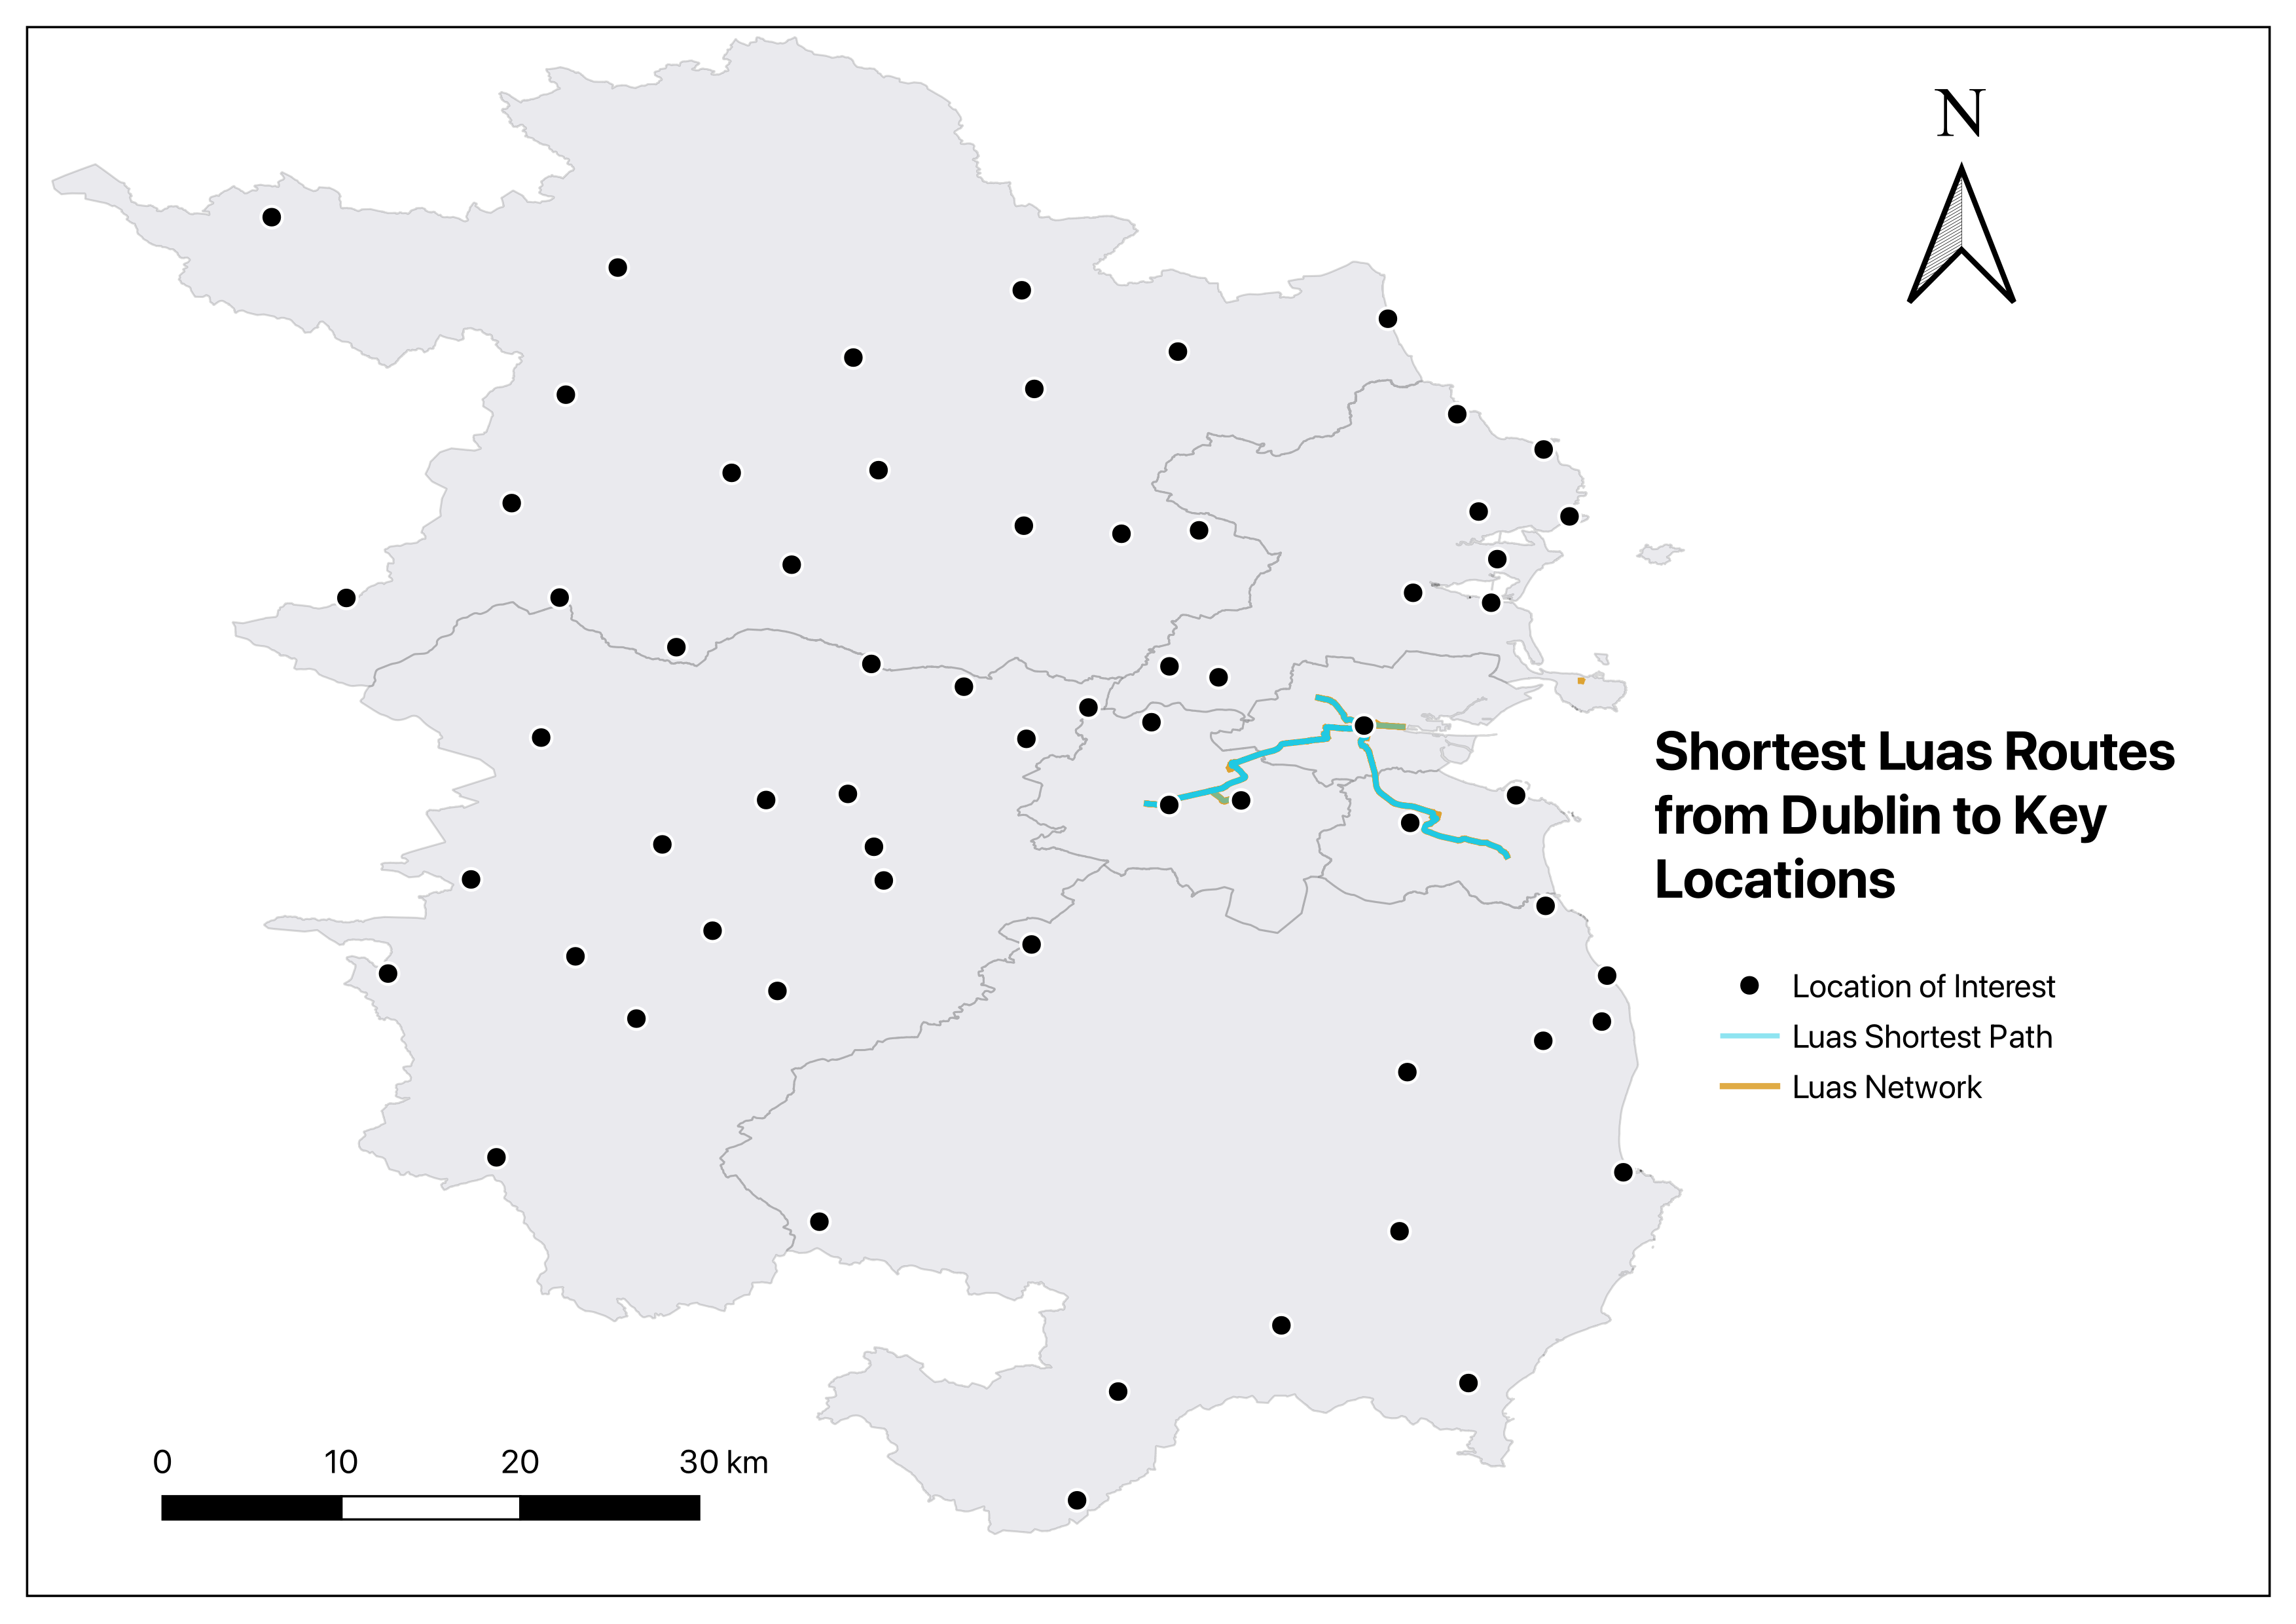 N
Shortest Luas Routes
from Dublin to Key
Locations
Location of Interest
Luas Shortest Path
Luas Network
0 10 20 30 km